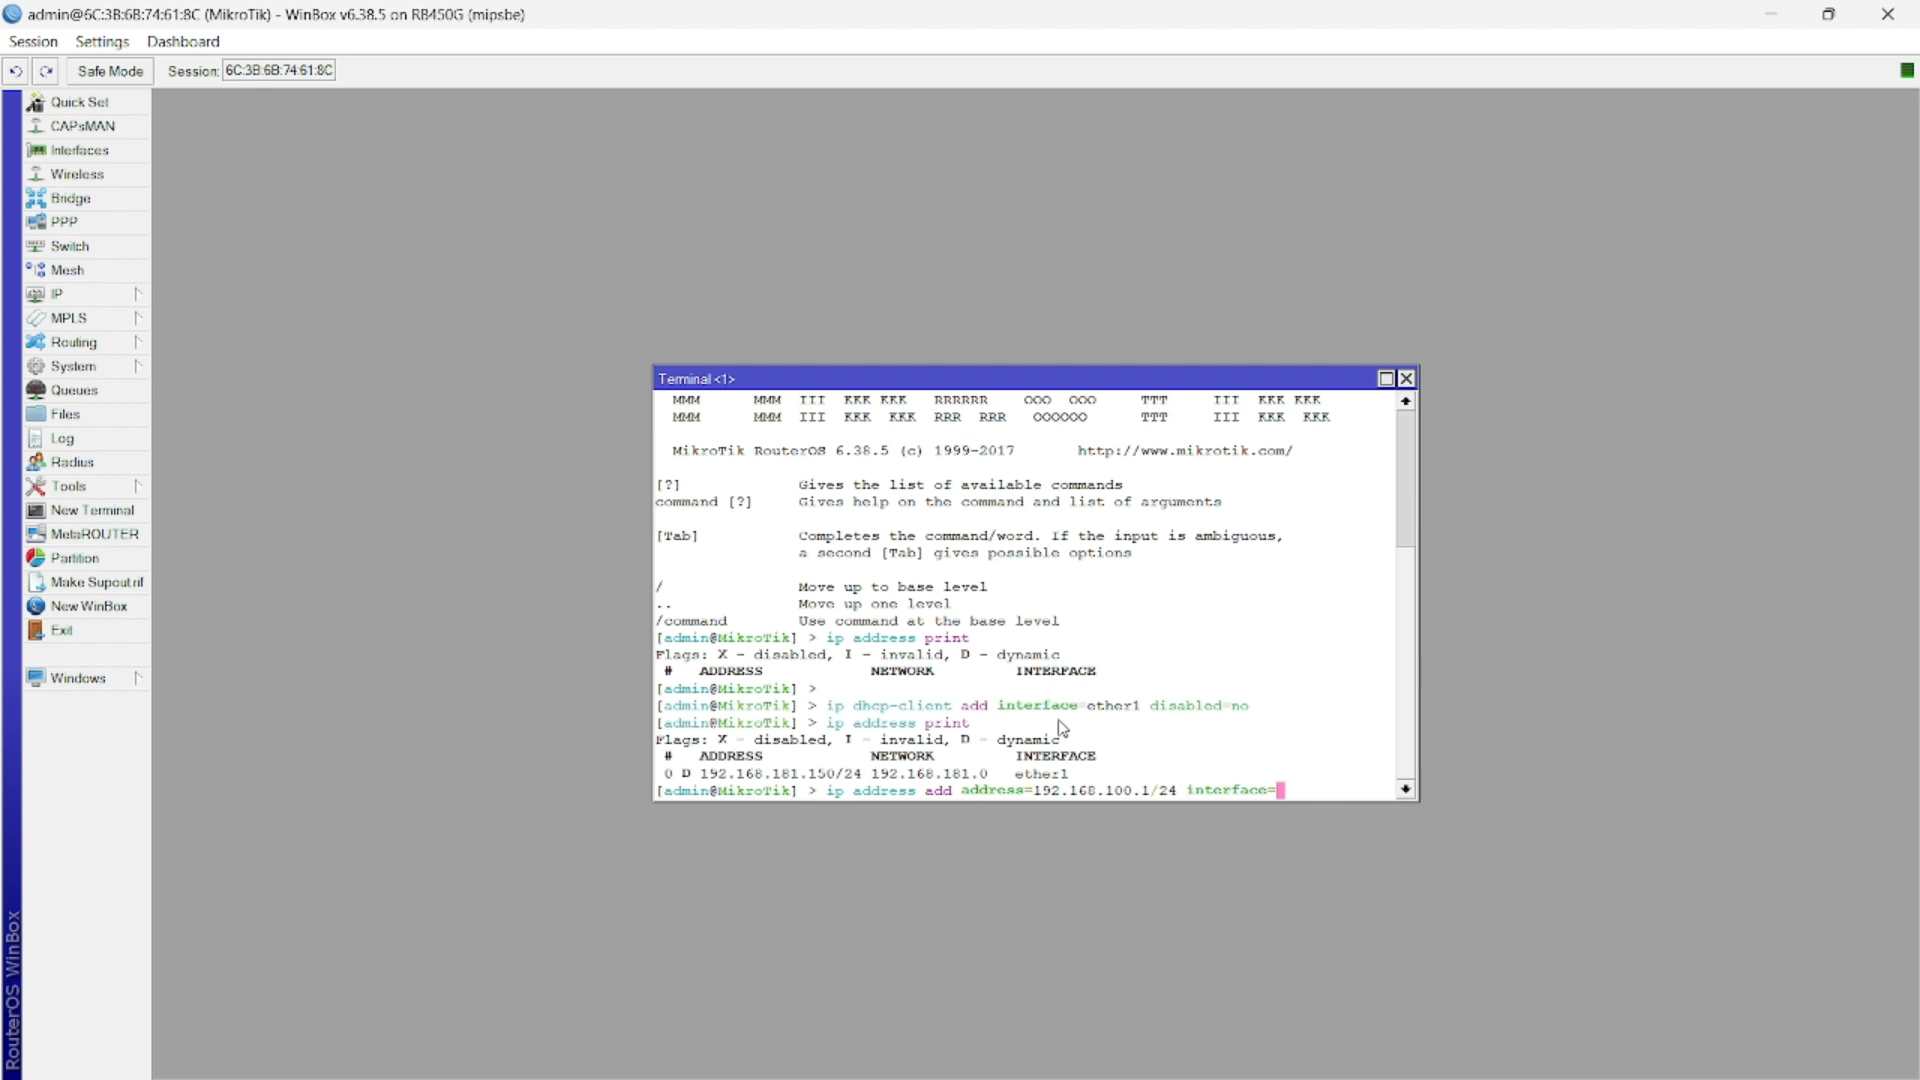 admin@6C:3B:6B:74:61:8C (MikroTik) - WinBox v6.38.5 on RB450G (mipsbe)
Session Settings Dashboard
Safe Mode Session: 6C:3B:6B:74:61:8C
Quick Set
CAPsMAN
Interfaces
Wireless
Bridge
PPP
Switch
Mesh
IP
MPLS
Routing
System
Queues
Files
Log
Radius
Tools
New Terminal
MetaROUTER
Partition
Make Supout.rif
New WinBox
Exit
Windows
RouterOS WinBox
Terminal <1>
MMM MMM III KKK KKK RRRRRR OOO OOO TTT III KKK KKK
MMM MMM III KKK KKK RRR RRR OOOOOO TTT III KKK KKK
MikroTik RouterOS 6.38.5 (c) 1999-2017 http://www.mikrotik.com/
[?] Gives the list of available commands
command [?] Gives help on the command and list of arguments
[Tab] Completes the command/word. If the input is ambiguous,
a second [Tab] gives possible options
/ Move up to base level
.. Move up one level
/command Use command at the base level
[admin@MikroTik] > ip address print
Flags: X - disabled, I - invalid, D - dynamic
# ADDRESS NETWORK INTERFACE
[admin@MikroTik] >
[admin@MikroTik] > ip dhcp-client add interface=ether1 disabled=no
[admin@MikroTik] > ip address print
Flags: X - disabled, I - invalid, D - dynamic
# ADDRESS NETWORK INTERFACE
0 D 192.168.181.150/24 192.168.181.0 ether1
[admin@MikroTik] > ip address add address=192.168.100.1/24 interface=